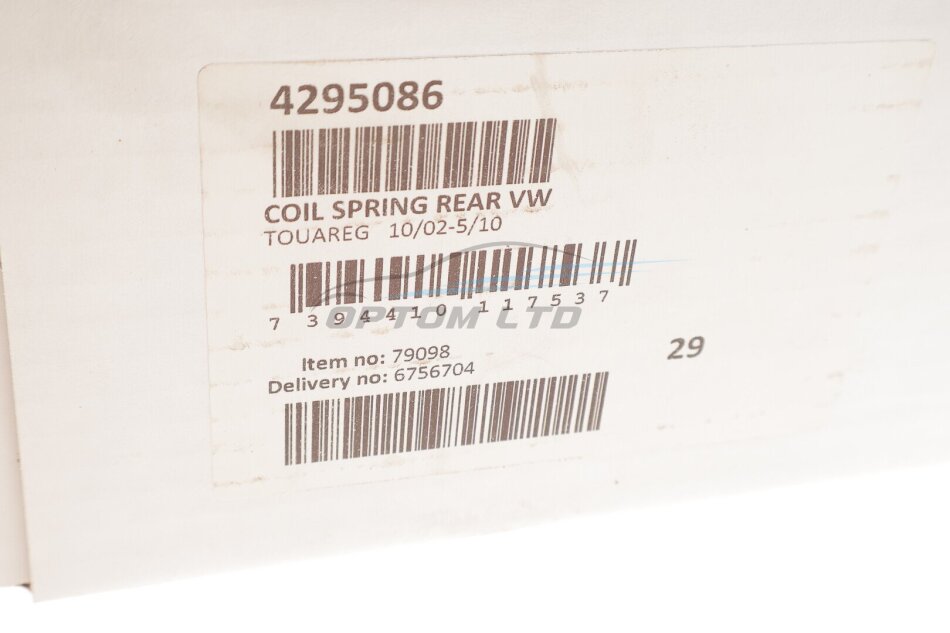 4295086
COIL SPRING REAR VW
TOUAREG 10/02-5/10
7 394410 117537
OPTOM LTD
Item no: 79098
29
Delivery no: 6756704